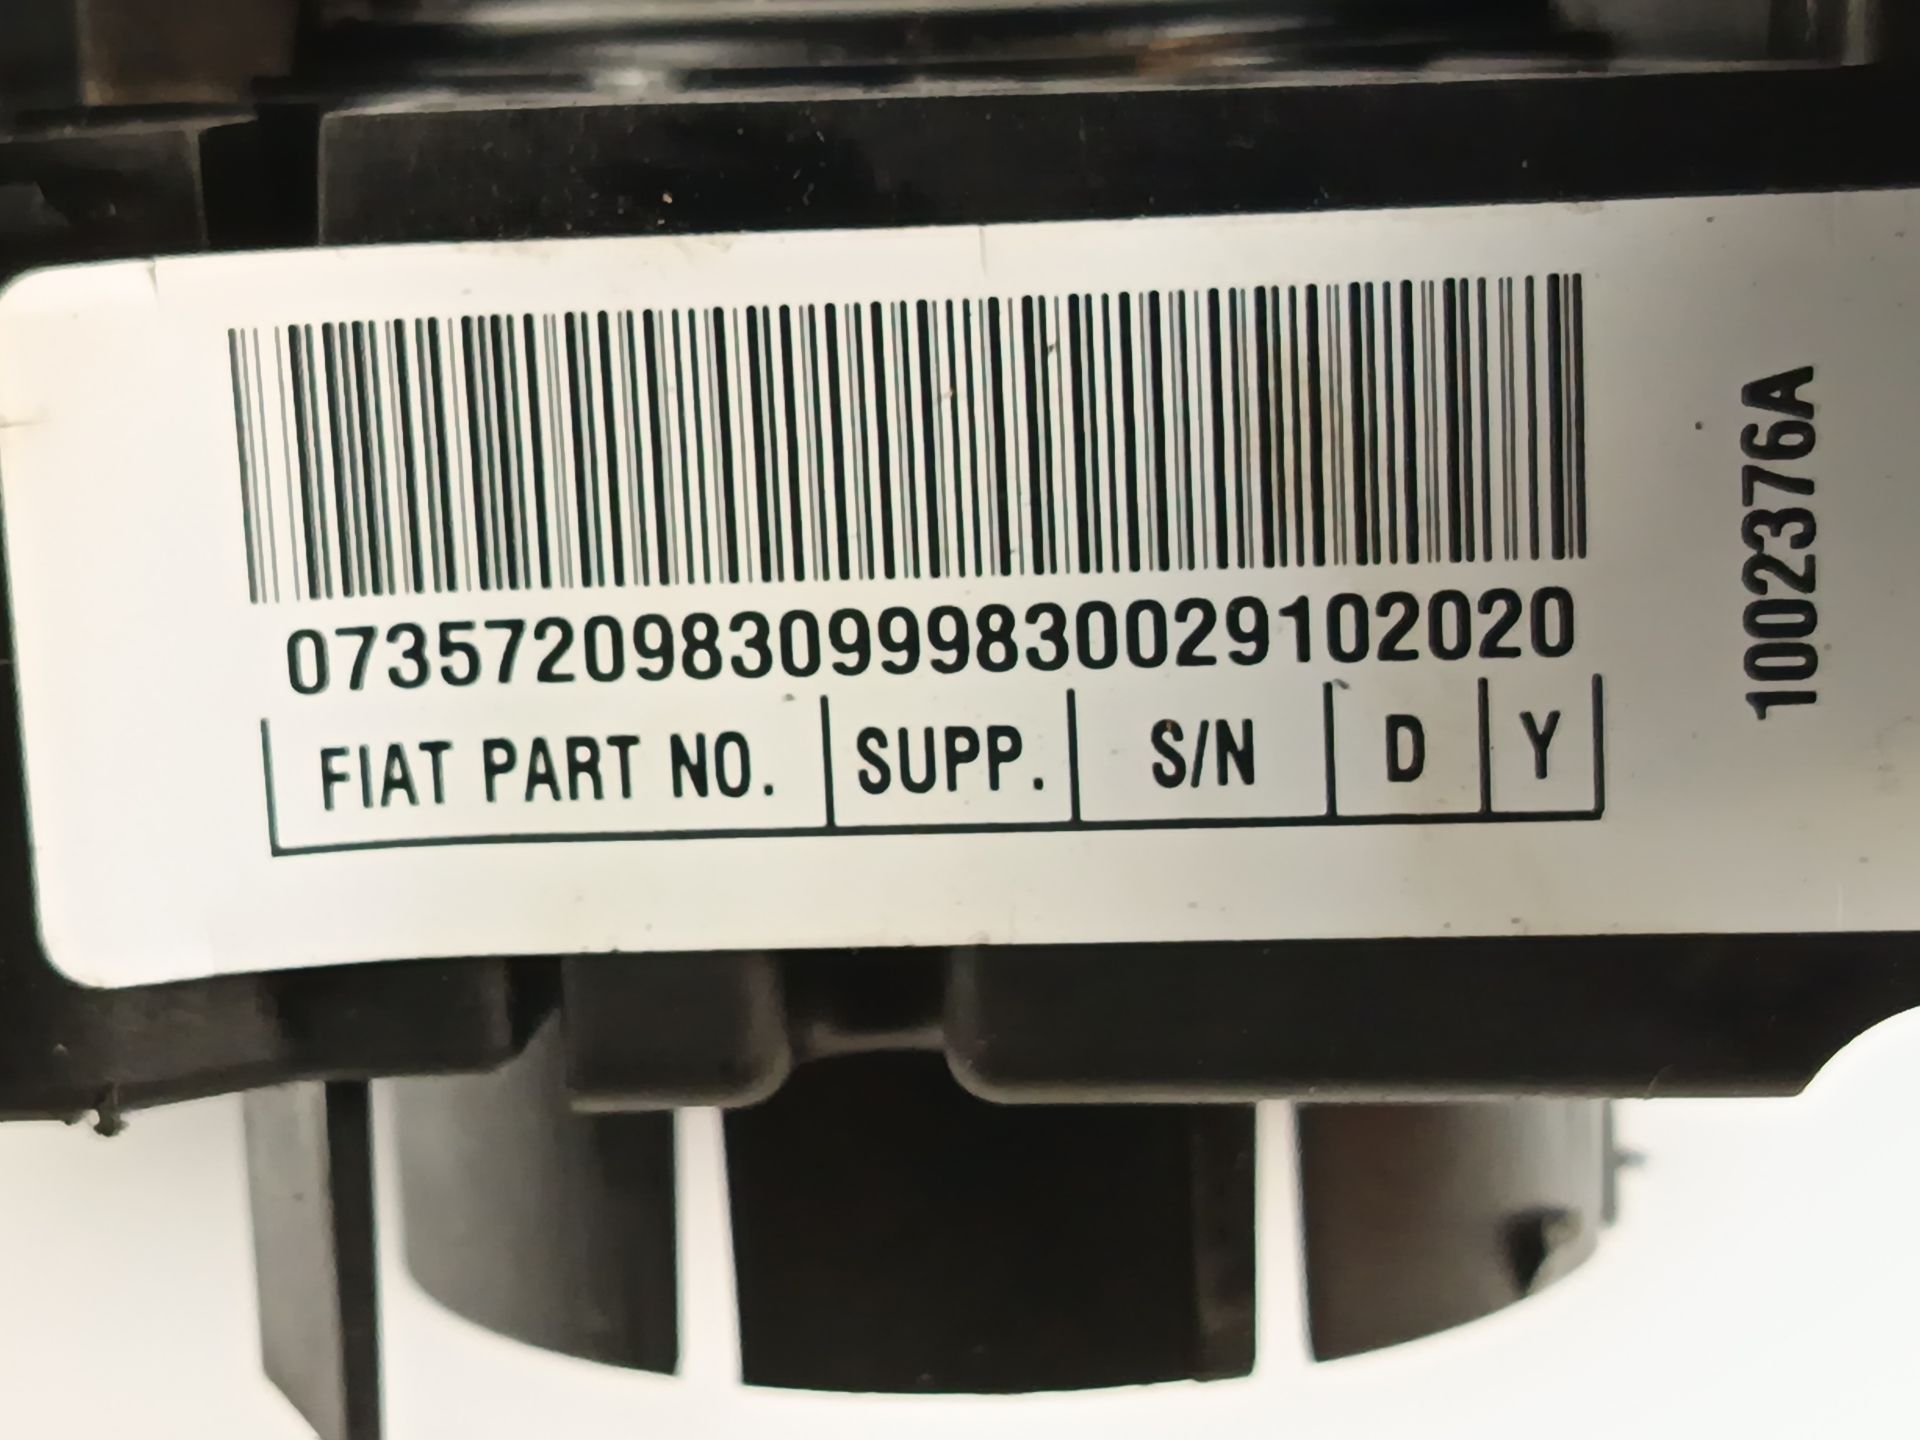 07357209830999830029102020
FIAT PART NO. SUPP. S/N D Y
1002376A